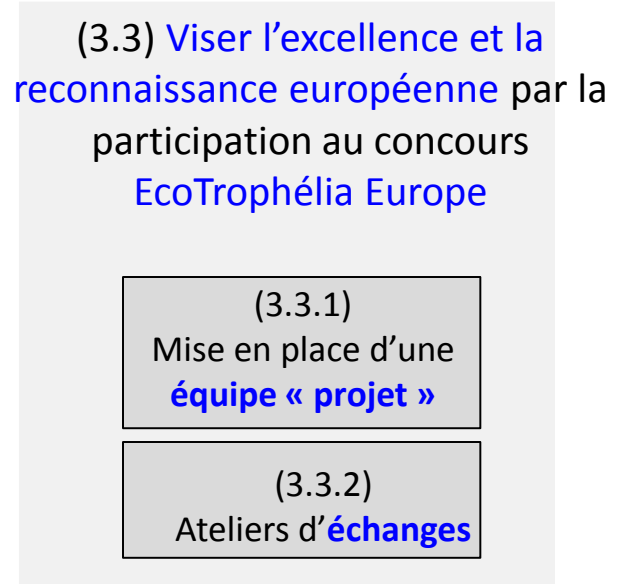 (3.3) Viser l’excellence et la
reconnaissance européenne par la
participation au concours
EcoTrophélia Europe
(3.3.1)
Mise en place d’une
équipe « projet »
(3.3.2)
Ateliers d’échanges